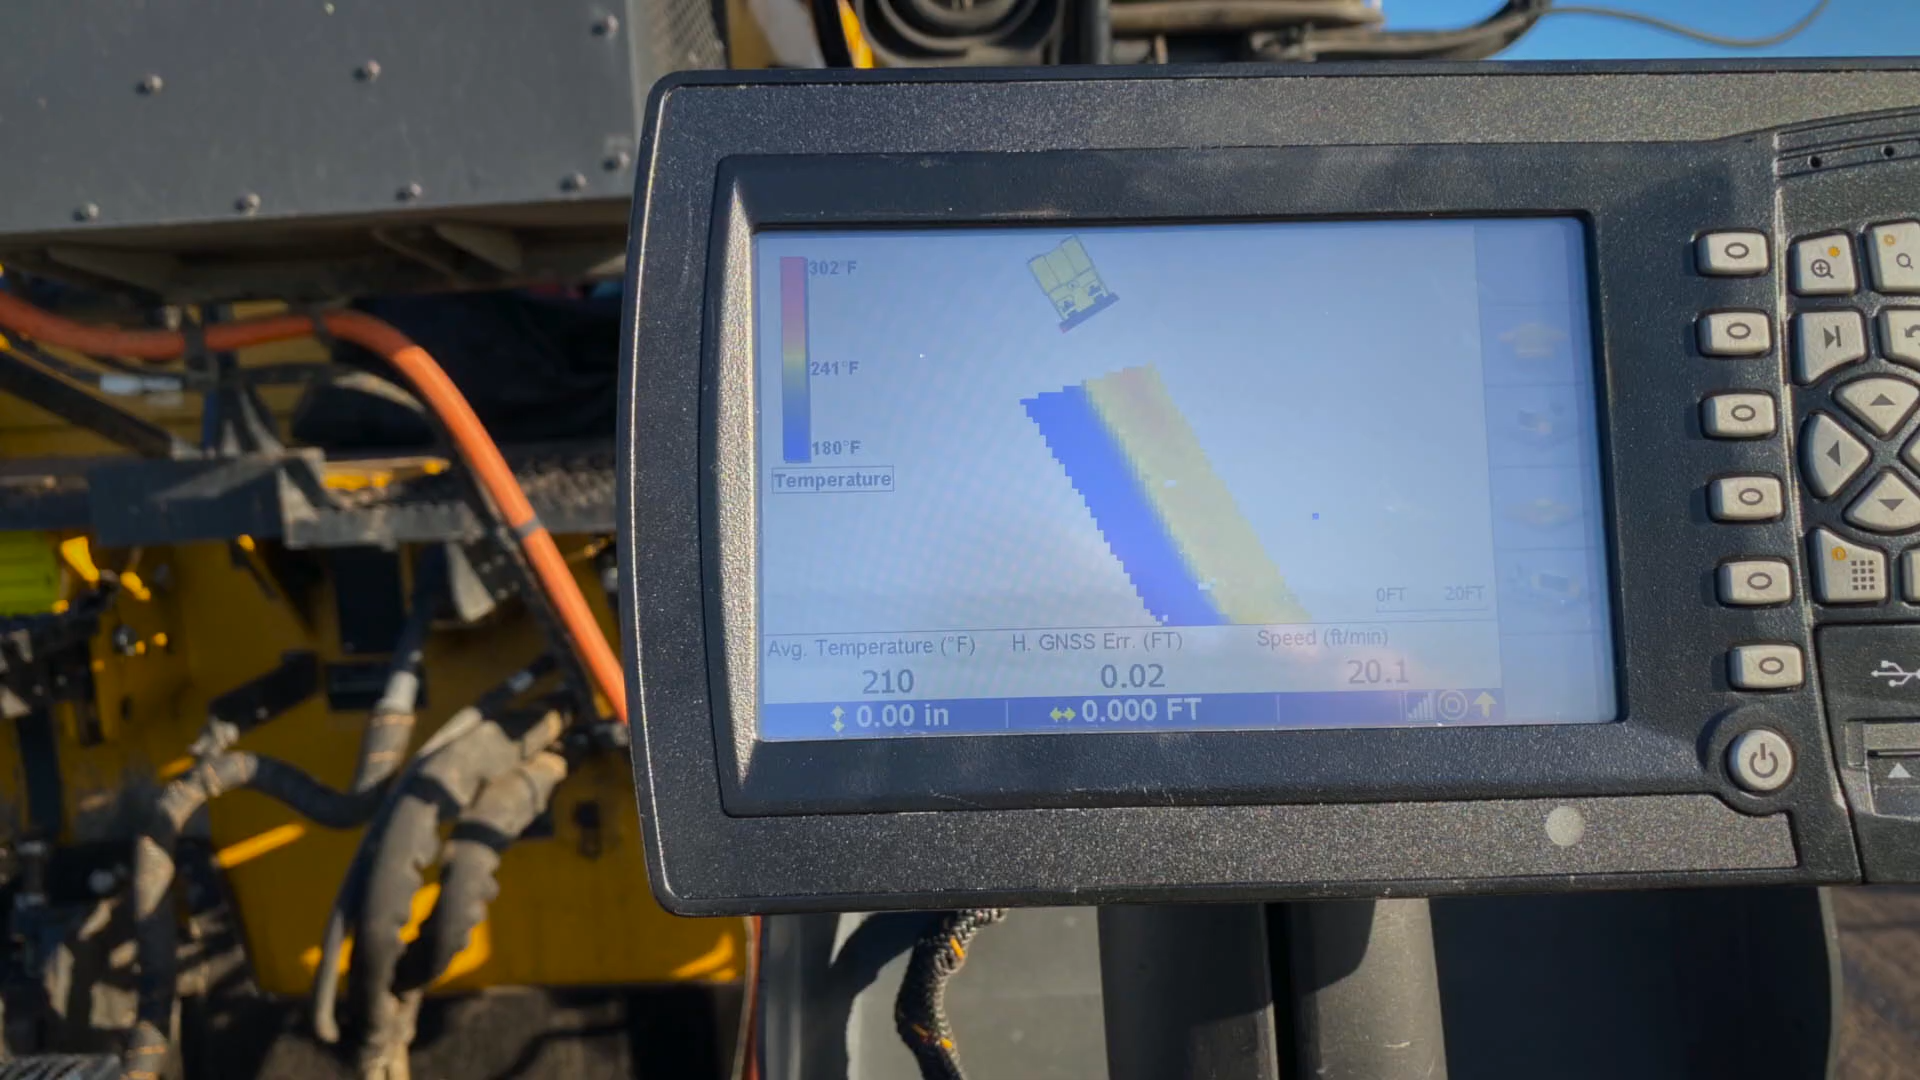 302°F
241°F
180°F
Temperature
0FT 20FT
Avg. Temperature (°F) H. GNSS Err. (FT) Speed (ft/min)
210 0.02 20.1
0.00 in 0.000 FT